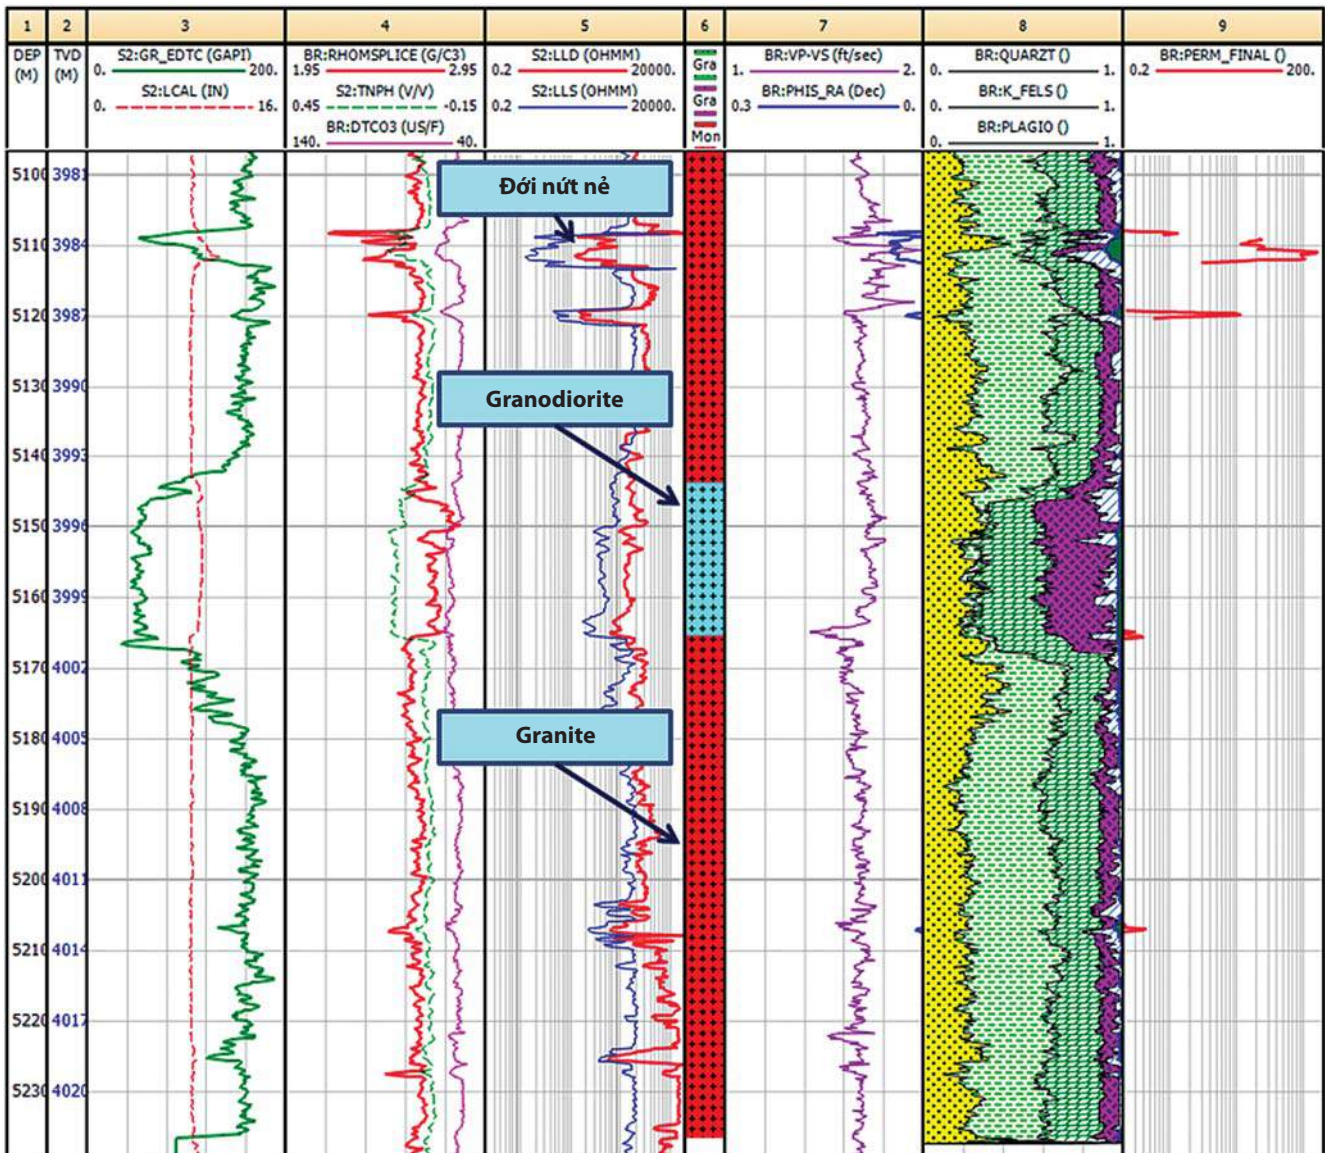 1 2 3 4 5 6 7 8 9
DEP (M)
TVD (M)
S2:GR_EDTC (GAPI)
0. 200.
S2:LCAL (IN)
0. 16.
BR:RHOMSPLICE (G/C3)
1.95 2.95
S2:TNPH (V/V)
0.45 -0.15
BR:DTCO3 (US/F)
140. 40.
S2:LLD (OHMM)
0.2 20000.
S2:LLS (OHMM)
0.2 20000.
Gra
Gra
Mon
BR:VP-VS (ft/sec)
1. 2.
BR:PHIS_RA (Dec)
0.3 0.
BR:QUARZT ()
0. 1.
BR:K_FELS ()
0. 1.
BR:PLAGIO ()
0. 1.
BR:PERM_FINAL ()
0.2 200.
5100 3981
Đới nứt nẻ
5110 3984
5120 3987
5130 3990
Granodiorite
5140 3993
5150 3996
5160 3999
5170 4002
5180 4005
Granite
5190 4008
5200 4011
5210 4014
5220 4017
5230 4020